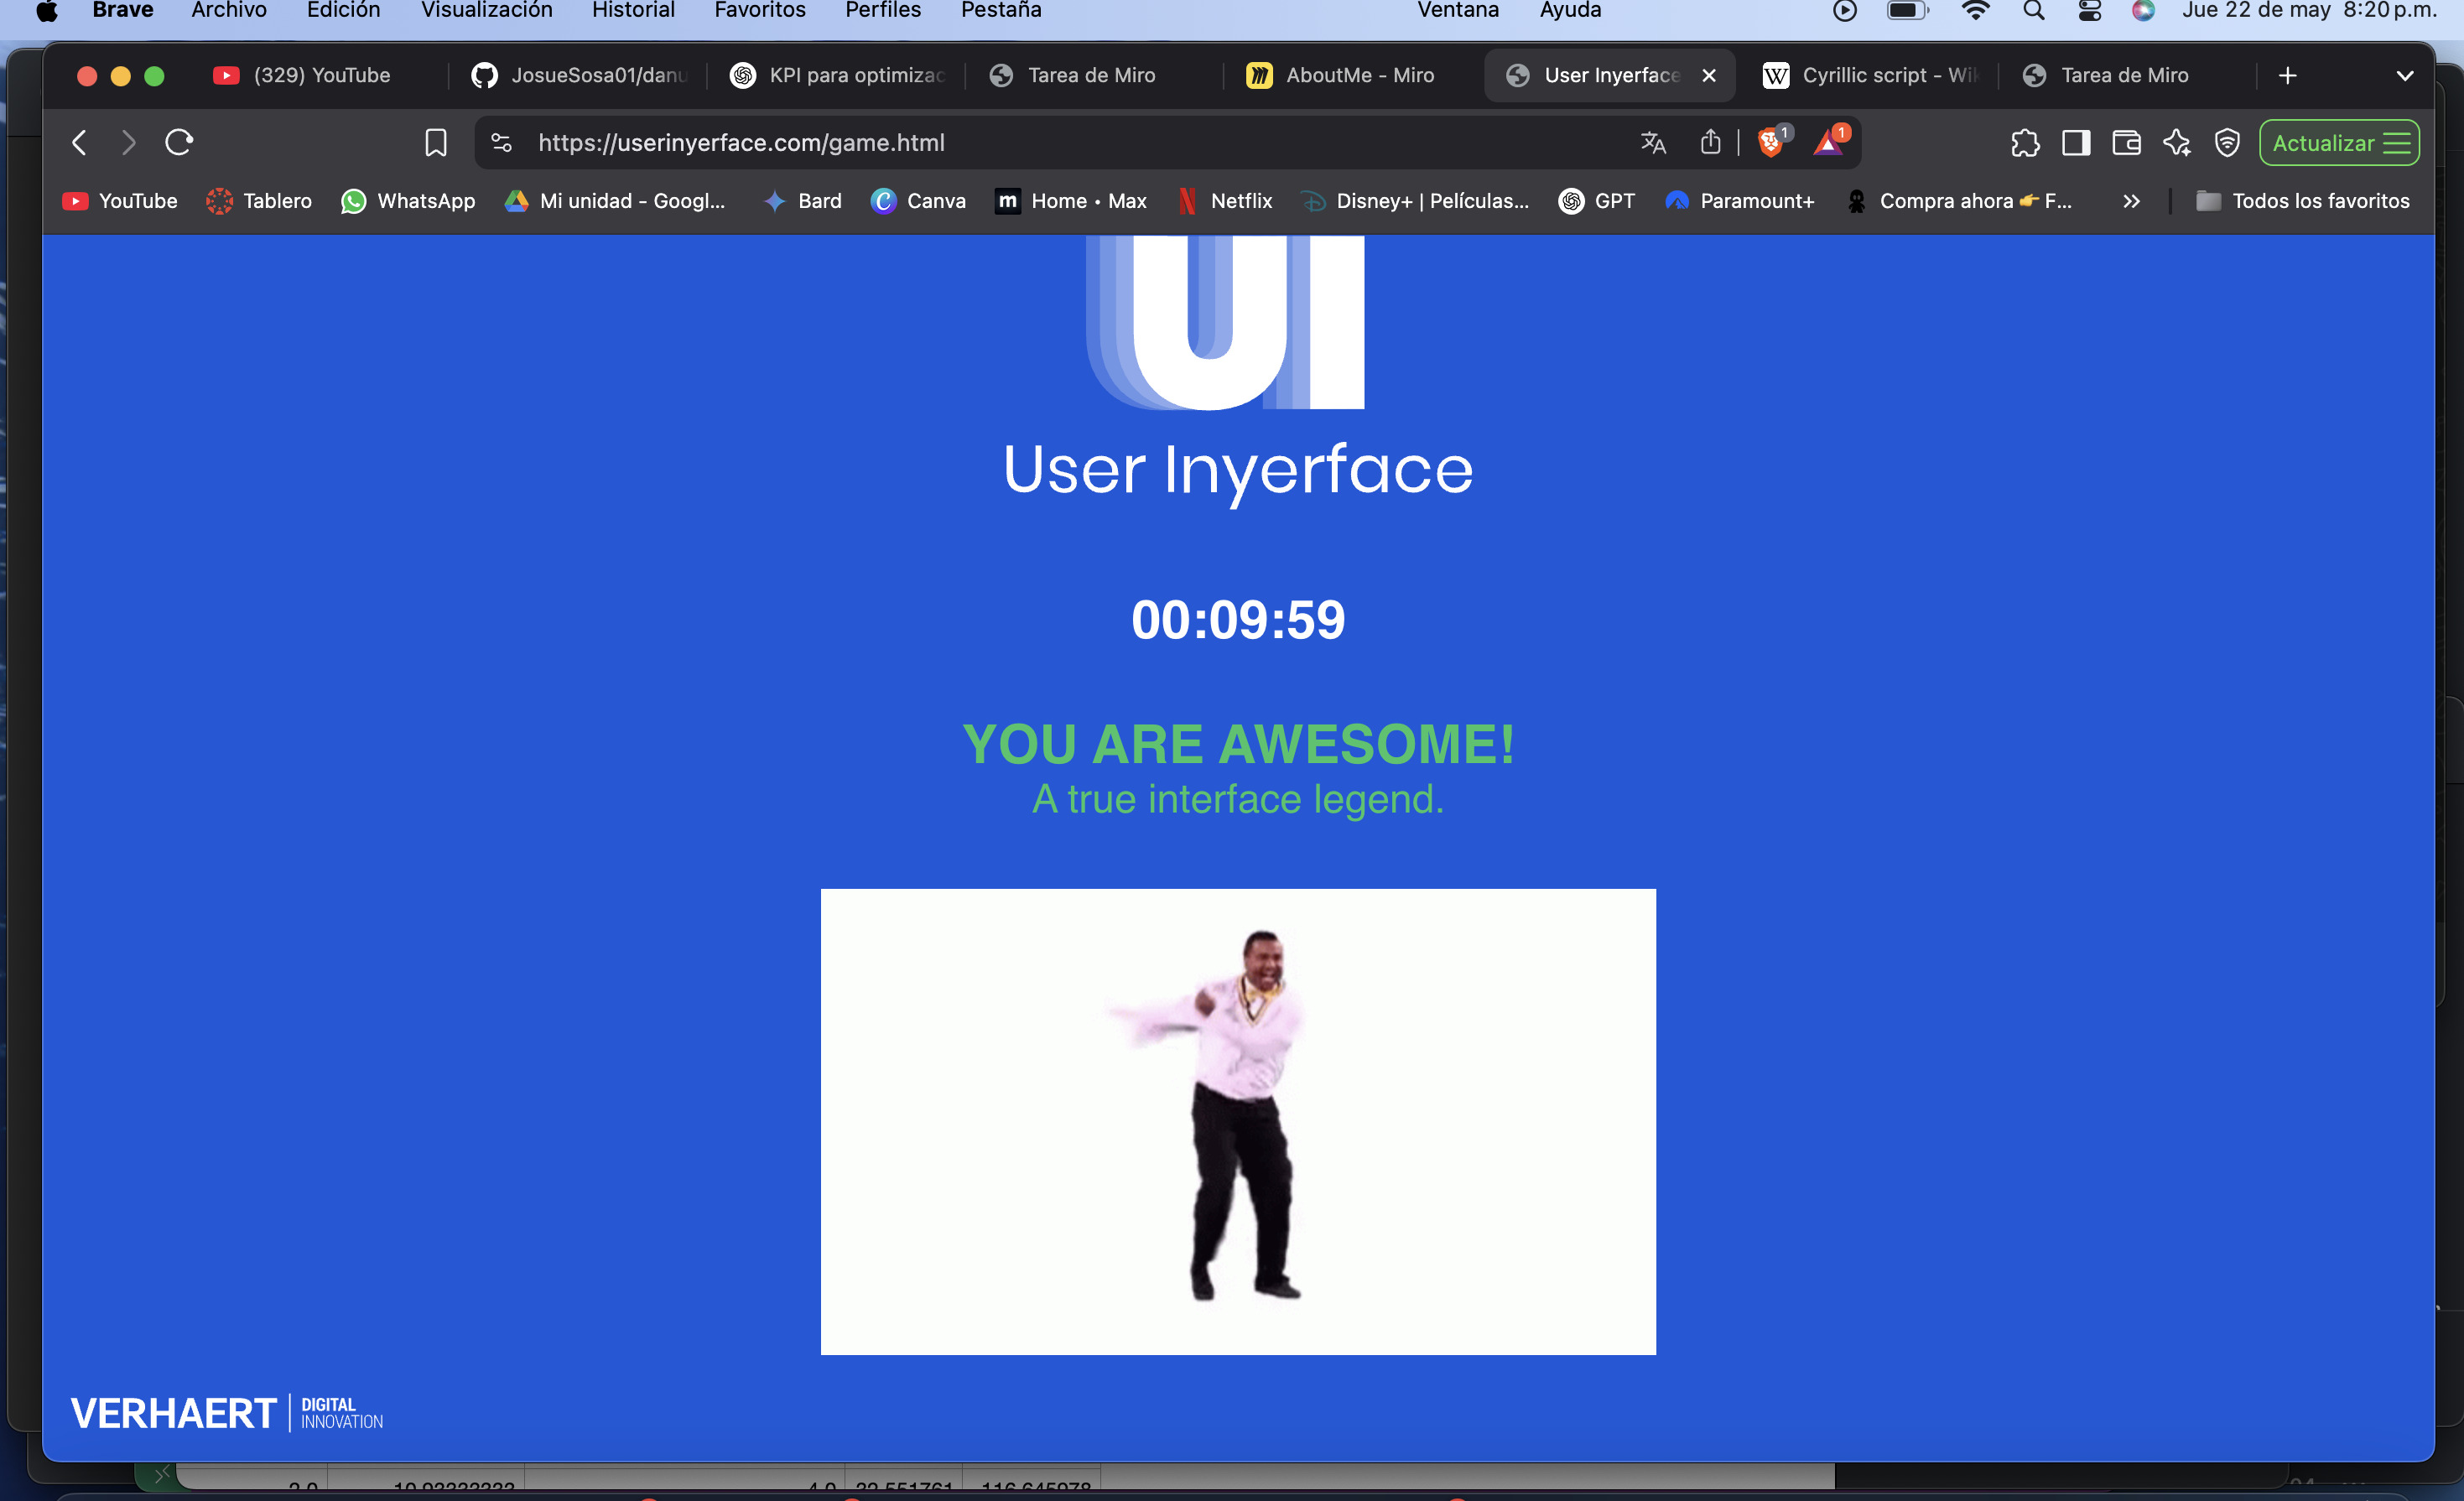 Brave Archivo Edición Visualización Historial Favoritos Perfiles Pestaña Ventana Ayuda Jue 22 de may 8:20 p.m.
(329) YouTube JosueSosa01/danu KPI para optimizac Tarea de Miro AboutMe - Miro User Inyerface Cyrillic script - Wik Tarea de Miro
https://userinyerface.com/game.html 1 1 Actualizar
YouTube Tablero WhatsApp Mi unidad - Googl... Bard Canva Home • Max Netflix Disney+ | Películas... GPT Paramount+ Compra ahora 👉 F... » Todos los favoritos
UI
User Inyerface
00:09:59
YOU ARE AWESOME!
A true interface legend.
VERHAERT DIGITAL
INNOVATION